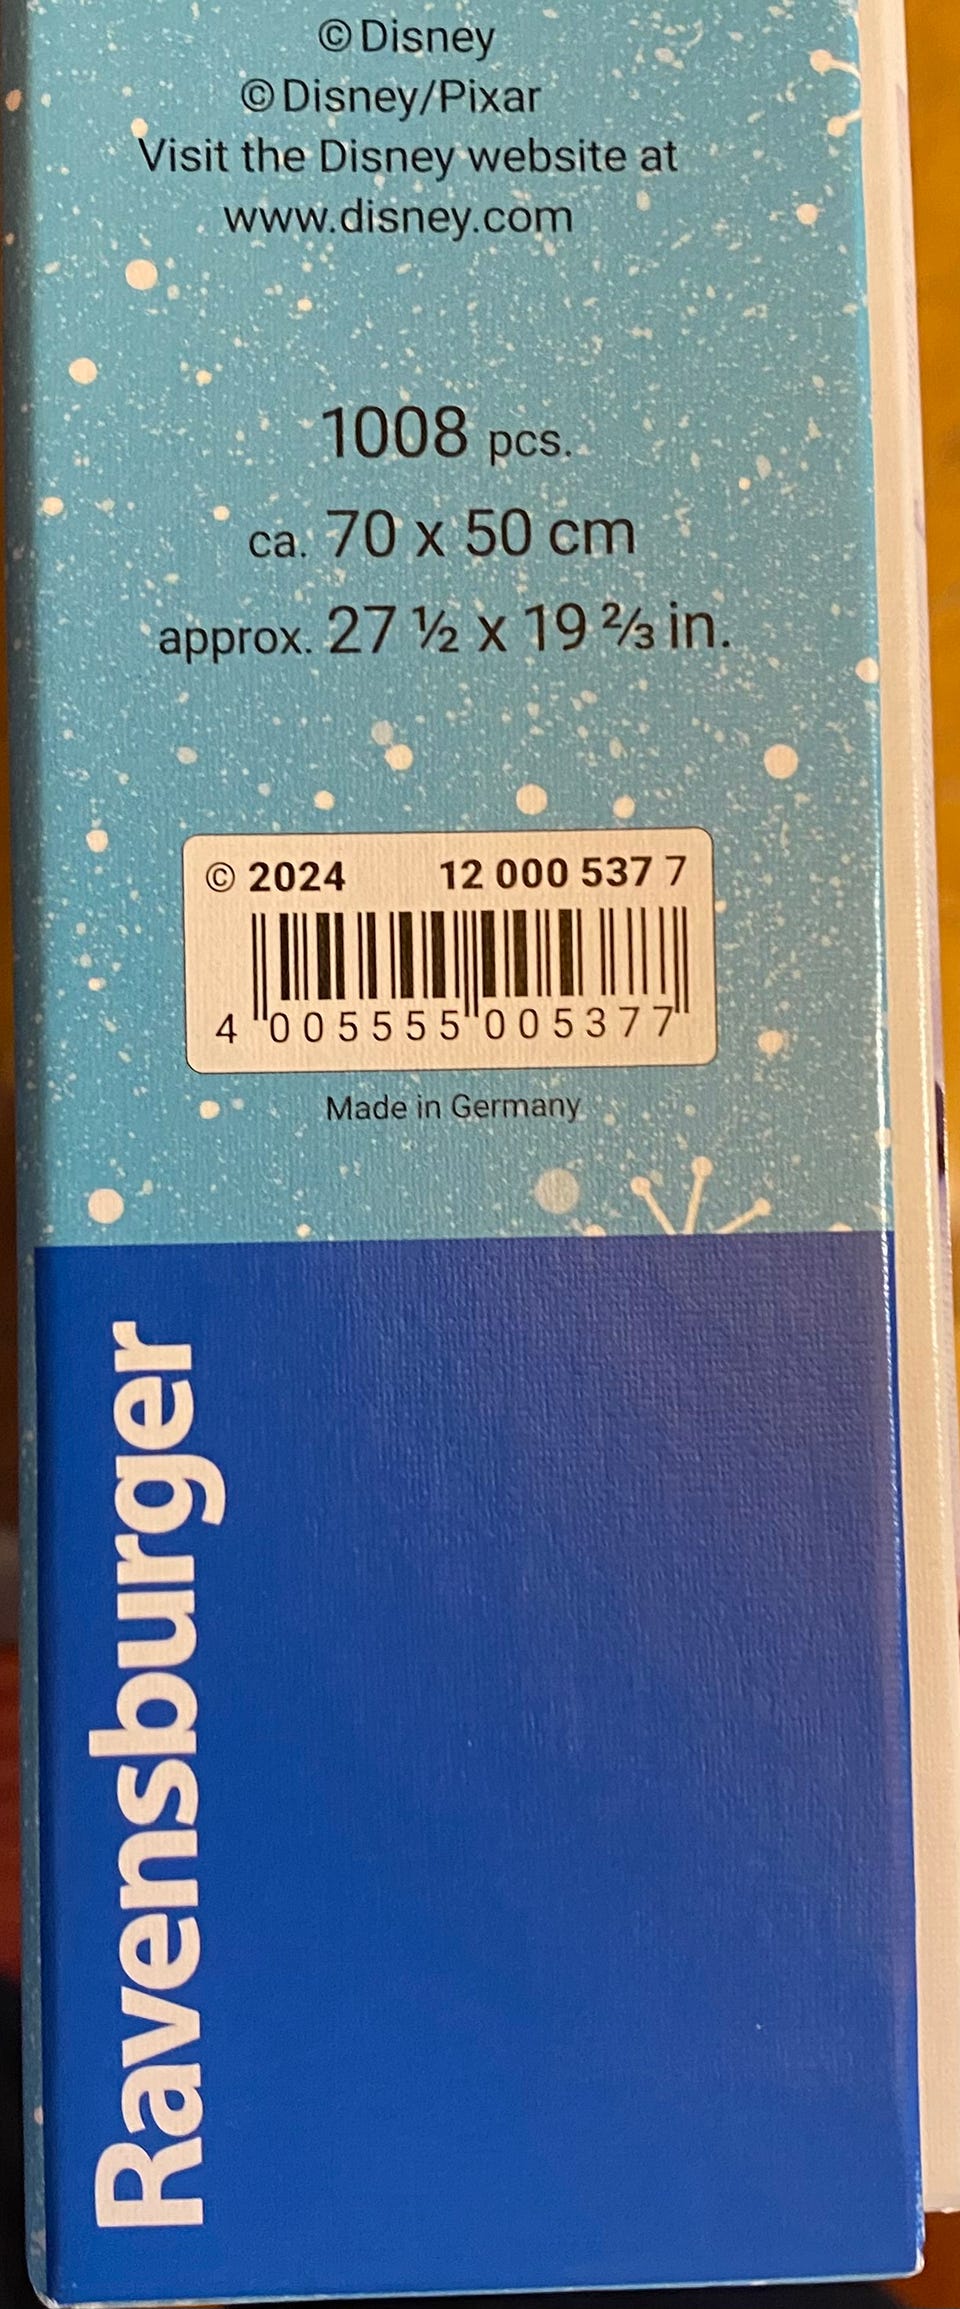 © Disney
© Disney/Pixar
Visit the Disney website at
www.disney.com
1008 pcs.
ca. 70 x 50 cm
approx. 27 ½ x 19 ⅔ in.
© 2024 12 000 537 7
4 005555 005377
Made in Germany
Ravensburger